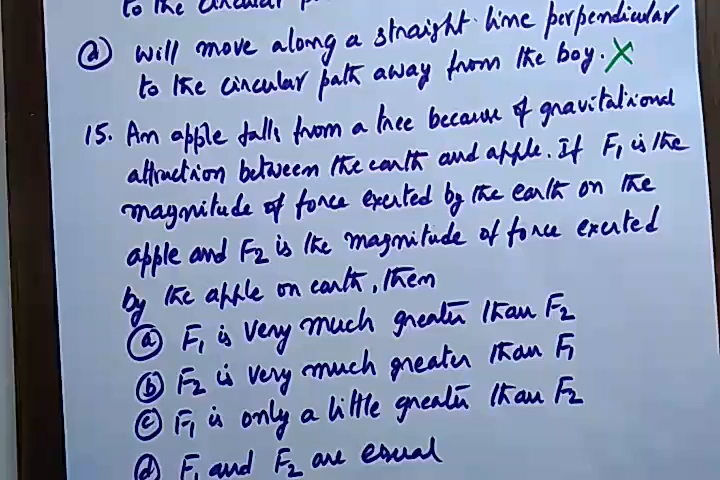 to the circular
(d) will move along a straight line perpendicular
to the circular path away from the boy. X
15. An apple falls from a tree because of gravitational
attraction between the earth and apple. If F1 is the
magnitude of force exerted by the earth on the
apple and F2 is the magnitude of force exerted
by the apple on earth, then
(a) F1 is very much greater than F2
(b) F2 is very much greater than F1
(c) F1 is only a little greater than F2
(d) F1 and F2 are equal